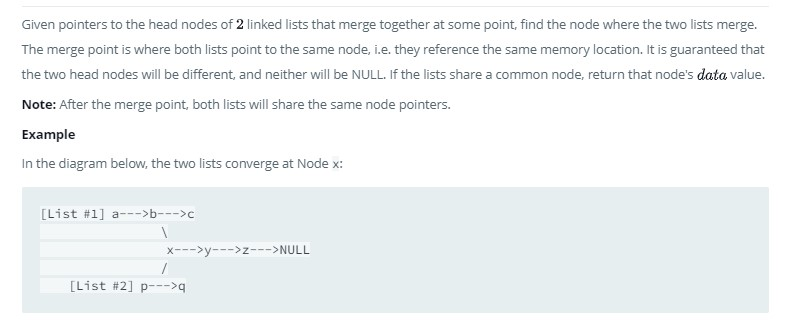 Given pointers to the head nodes of 2 linked lists that merge together at some point, find the node where the two lists merge.
The merge point is where both lists point to the same node, i.e. they reference the same memory location. It is guaranteed that
the two head nodes will be different, and neither will be NULL. If the lists share a common node, return that node's data value.
Note: After the merge point, both lists will share the same node pointers.
Example
In the diagram below, the two lists converge at Node x:
[List #1] a--->b--->c
\
x--->y--->z--->NULL
/
[List #2] p--->q